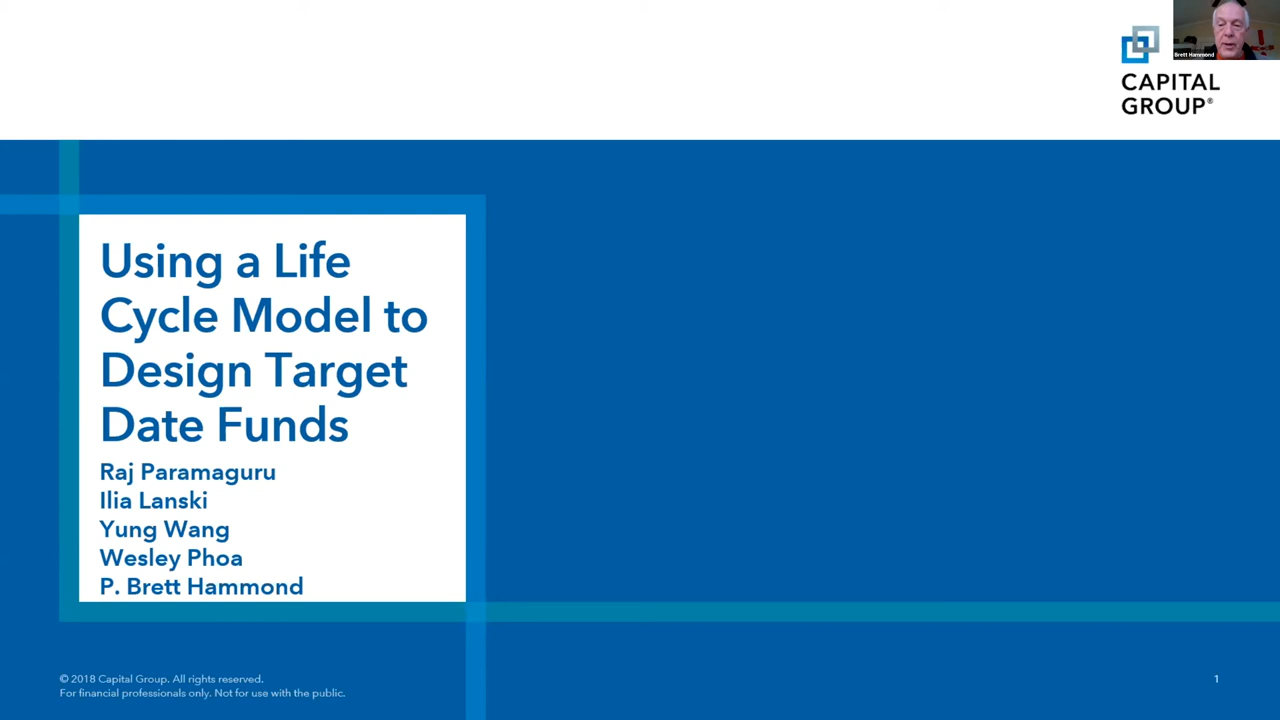 Brett Hammond
CAPITAL
GROUP®
Using a Life
Cycle Model to
Design Target
Date Funds
Raj Paramaguru
Ilia Lanski
Yung Wang
Wesley Phoa
P. Brett Hammond
© 2018 Capital Group. All rights reserved.
For financial professionals only. Not for use with the public.
1